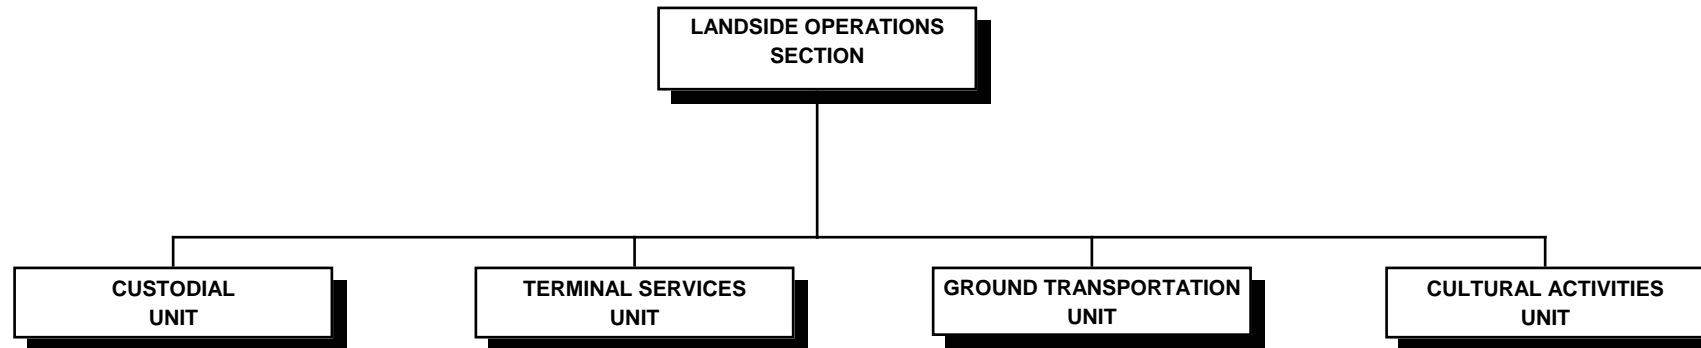 LANDSIDE OPERATIONS
SECTION
CUSTODIAL
UNIT
TERMINAL SERVICES
UNIT
GROUND TRANSPORTATION
UNIT
CULTURAL ACTIVITIES
UNIT